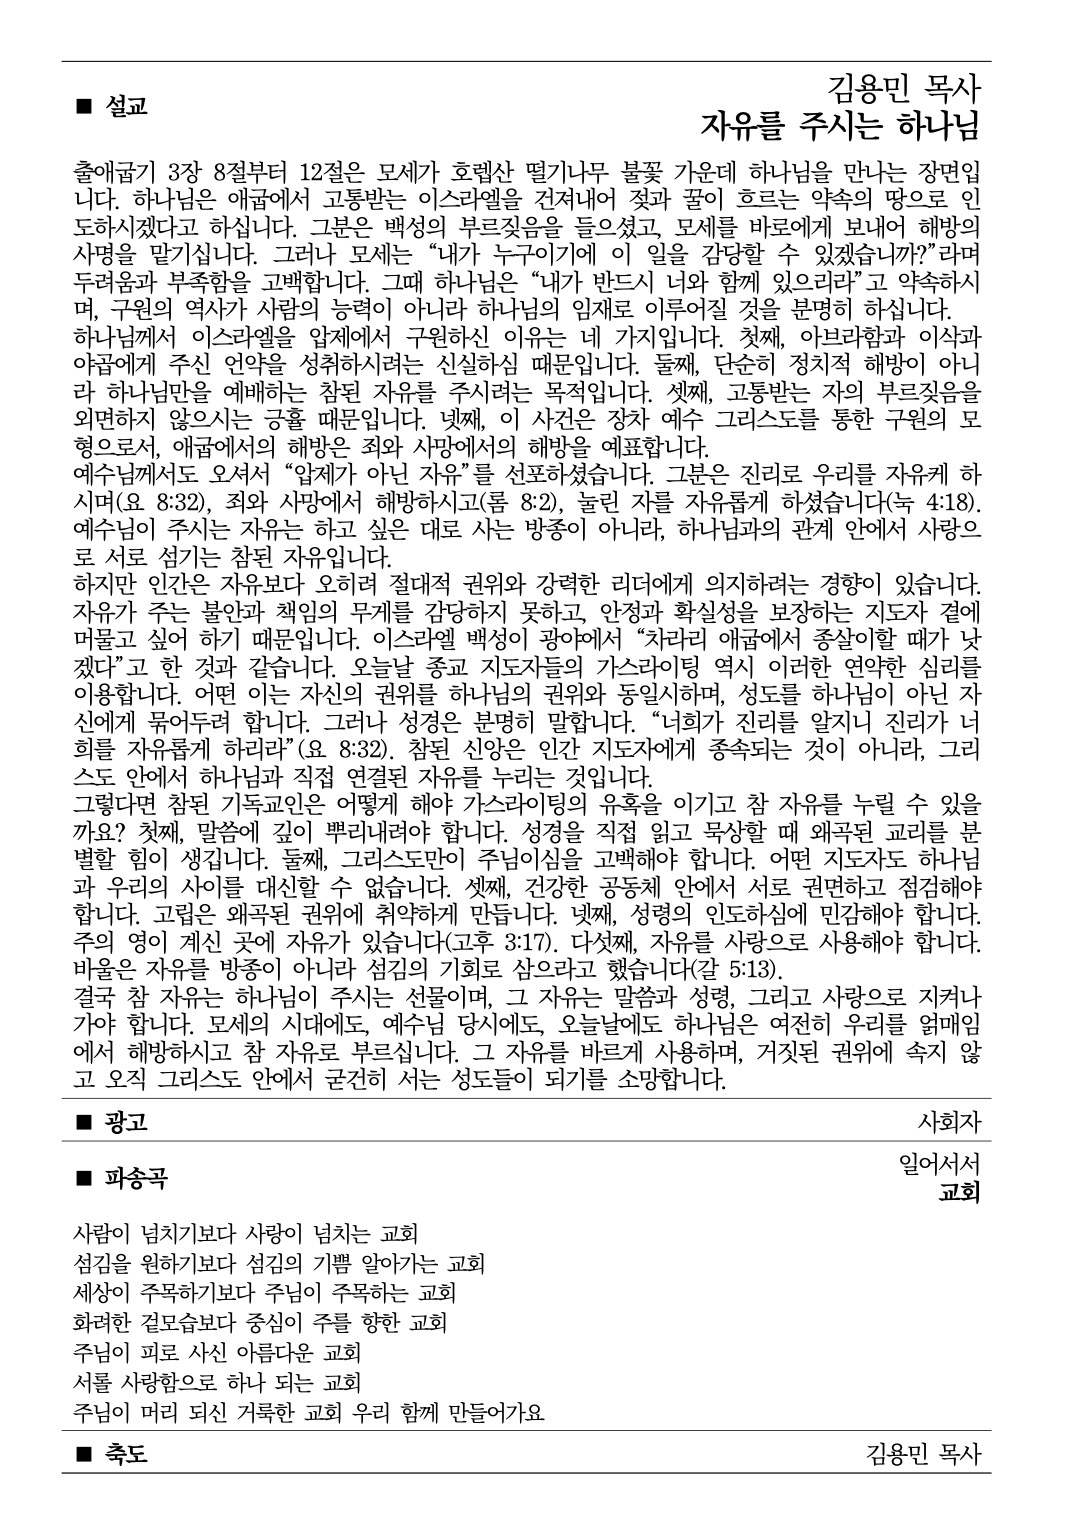 ■ 설교
김용민 목사
자유를 주시는 하나님
출애굽기 3장 8절부터 12절은 모세가 호렙산 떨기나무 불꽃 가운데 하나님을 만나는 장면입
니다. 하나님은 애굽에서 고통받는 이스라엘을 건져내어 젖과 꿀이 흐르는 약속의 땅으로 인
도하시겠다고 하십니다. 그분은 백성의 부르짖음을 들으셨고, 모세를 바로에게 보내어 해방의
사명을 맡기십니다. 그러나 모세는 “내가 누구이기에 이 일을 감당할 수 있겠습니까?”라며
두려움과 부족함을 고백합니다. 그때 하나님은 “내가 반드시 너와 함께 있으리라”고 약속하시
며, 구원의 역사가 사람의 능력이 아니라 하나님의 임재로 이루어질 것을 분명히 하십니다.
하나님께서 이스라엘을 압제에서 구원하신 이유는 네 가지입니다. 첫째, 아브라함과 이삭과
야곱에게 주신 언약을 성취하시려는 신실하심 때문입니다. 둘째, 단순히 정치적 해방이 아니
라 하나님만을 예배하는 참된 자유를 주시려는 목적입니다. 셋째, 고통받는 자의 부르짖음을
외면하지 않으시는 긍휼 때문입니다. 넷째, 이 사건은 장차 예수 그리스도를 통한 구원의 모
형으로서, 애굽에서의 해방은 죄와 사망에서의 해방을 예표합니다.
예수님께서도 오셔서 “압제가 아닌 자유”를 선포하셨습니다. 그분은 진리로 우리를 자유케 하
시며(요 8:32), 죄와 사망에서 해방하시고(롬 8:2), 눌린 자를 자유롭게 하셨습니다(눅 4:18).
예수님이 주시는 자유는 하고 싶은 대로 사는 방종이 아니라, 하나님과의 관계 안에서 사랑으
로 서로 섬기는 참된 자유입니다.
하지만 인간은 자유보다 오히려 절대적 권위와 강력한 리더에게 의지하려는 경향이 있습니다.
자유가 주는 불안과 책임의 무게를 감당하지 못하고, 안정과 확실성을 보장하는 지도자 곁에
머물고 싶어 하기 때문입니다. 이스라엘 백성이 광야에서 “차라리 애굽에서 종살이할 때가 낫
겠다”고 한 것과 같습니다. 오늘날 종교 지도자들의 가스라이팅 역시 이러한 연약한 심리를
이용합니다. 어떤 이는 자신의 권위를 하나님의 권위와 동일시하며, 성도를 하나님이 아닌 자
신에게 묶어두려 합니다. 그러나 성경은 분명히 말합니다. “너희가 진리를 알지니 진리가 너
희를 자유롭게 하리라”(요 8:32). 참된 신앙은 인간 지도자에게 종속되는 것이 아니라, 그리
스도 안에서 하나님과 직접 연결된 자유를 누리는 것입니다.
그렇다면 참된 기독교인은 어떻게 해야 가스라이팅의 유혹을 이기고 참 자유를 누릴 수 있을
까요? 첫째, 말씀에 깊이 뿌리내려야 합니다. 성경을 직접 읽고 묵상할 때 왜곡된 교리를 분
별할 힘이 생깁니다. 둘째, 그리스도만이 주님이심을 고백해야 합니다. 어떤 지도자도 하나님
과 우리의 사이를 대신할 수 없습니다. 셋째, 건강한 공동체 안에서 서로 권면하고 점검해야
합니다. 고립은 왜곡된 권위에 취약하게 만듭니다. 넷째, 성령의 인도하심에 민감해야 합니다.
주의 영이 계신 곳에 자유가 있습니다(고후 3:17). 다섯째, 자유를 사랑으로 사용해야 합니다.
바울은 자유를 방종이 아니라 섬김의 기회로 삼으라고 했습니다(갈 5:13).
결국 참 자유는 하나님이 주시는 선물이며, 그 자유는 말씀과 성령, 그리고 사랑으로 지켜나
가야 합니다. 모세의 시대에도, 예수님 당시에도, 오늘날에도 하나님은 여전히 우리를 얽매임
에서 해방하시고 참 자유로 부르십니다. 그 자유를 바르게 사용하며, 거짓된 권위에 속지 않
고 오직 그리스도 안에서 굳건히 서는 성도들이 되기를 소망합니다.
■ 광고 사회자
■ 파송곡
일어서서
교회
사람이 넘치기보다 사랑이 넘치는 교회
섬김을 원하기보다 섬김의 기쁨 알아가는 교회
세상이 주목하기보다 주님이 주목하는 교회
화려한 겉모습보다 중심이 주를 향한 교회
주님이 피로 사신 아름다운 교회
서롤 사랑함으로 하나 되는 교회
주님이 머리 되신 거룩한 교회 우리 함께 만들어가요
■ 축도 김용민 목사